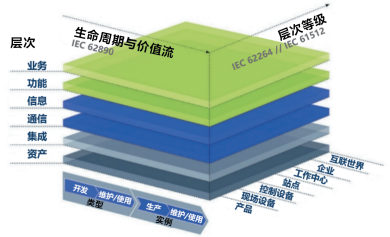 生命周期与价值流
IEC 62890
层次等级
IEC 62264 // IEC 61512
层次
业务
功能
信息
通信
集成
资产
互联世界
企业
工作中心
站点
控制设备
现场设备
产品
开发
维护/使用
类型
生产
维护/使用
实例